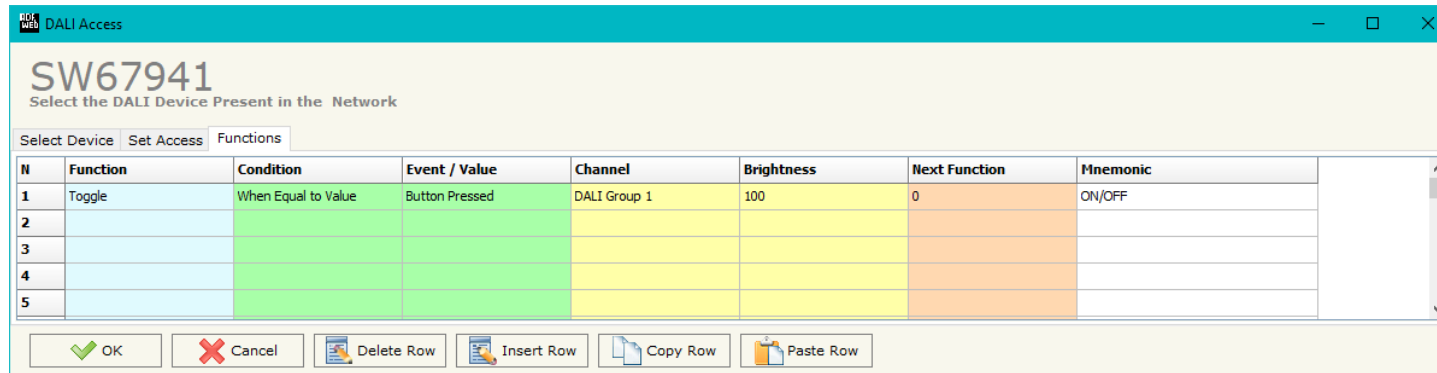 ADF WEB DALI Access
SW67941
Select the DALI Device Present in the Network
Select Device Set Access Functions
N Function Condition Event / Value Channel Brightness Next Function Mnemonic
1 Toggle When Equal to Value Button Pressed DALI Group 1 100 0 ON/OFF
2
3
4
5
OK Cancel Delete Row Insert Row Copy Row Paste Row